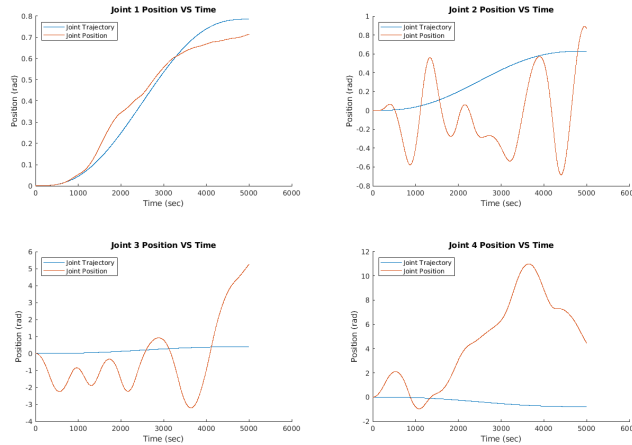 Joint 1 Position VS Time
Joint Trajectory
Joint Position
Position (rad)
0.8
0.7
0.6
0.5
0.4
0.3
0.2
0.1
0
0 1000 2000 3000 4000 5000 6000
Time (sec)
Joint 2 Position VS Time
Joint Trajectory
Joint Position
Position (rad)
1
0.8
0.6
0.4
0.2
0
-0.2
-0.4
-0.6
-0.8
0 1000 2000 3000 4000 5000 600
Time (sec)
Joint 3 Position VS Time
Joint Trajectory
Joint Position
Position (rad)
6
5
4
3
2
1
0
-1
-2
-3
-4
0 1000 2000 3000 4000 5000 6000
Time (sec)
Joint 4 Position VS Time
Joint Trajectory
Joint Position
Position (rad)
12
10
8
6
4
2
0
-2
0 1000 2000 3000 4000 5000 600
Time (sec)